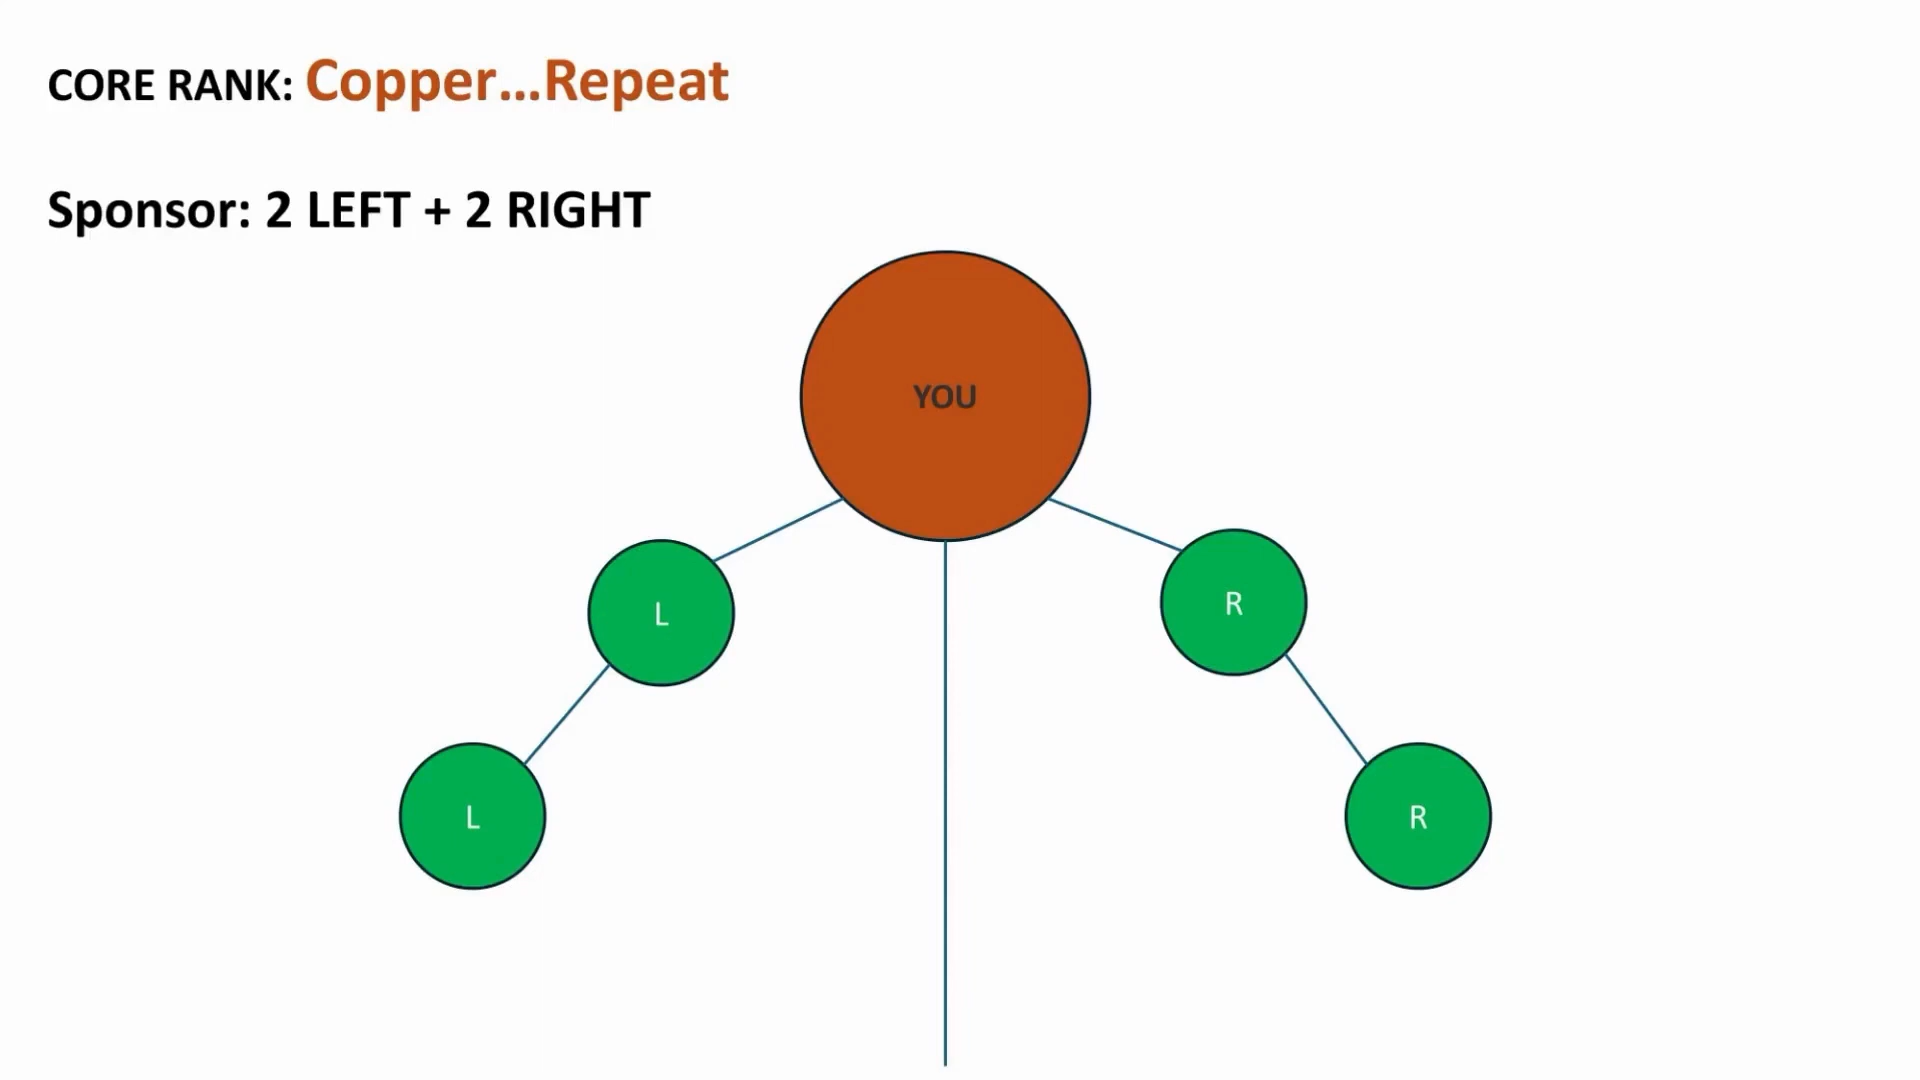 CORE RANK: Copper...Repeat
Sponsor: 2 LEFT + 2 RIGHT
YOU
L
R
L
R